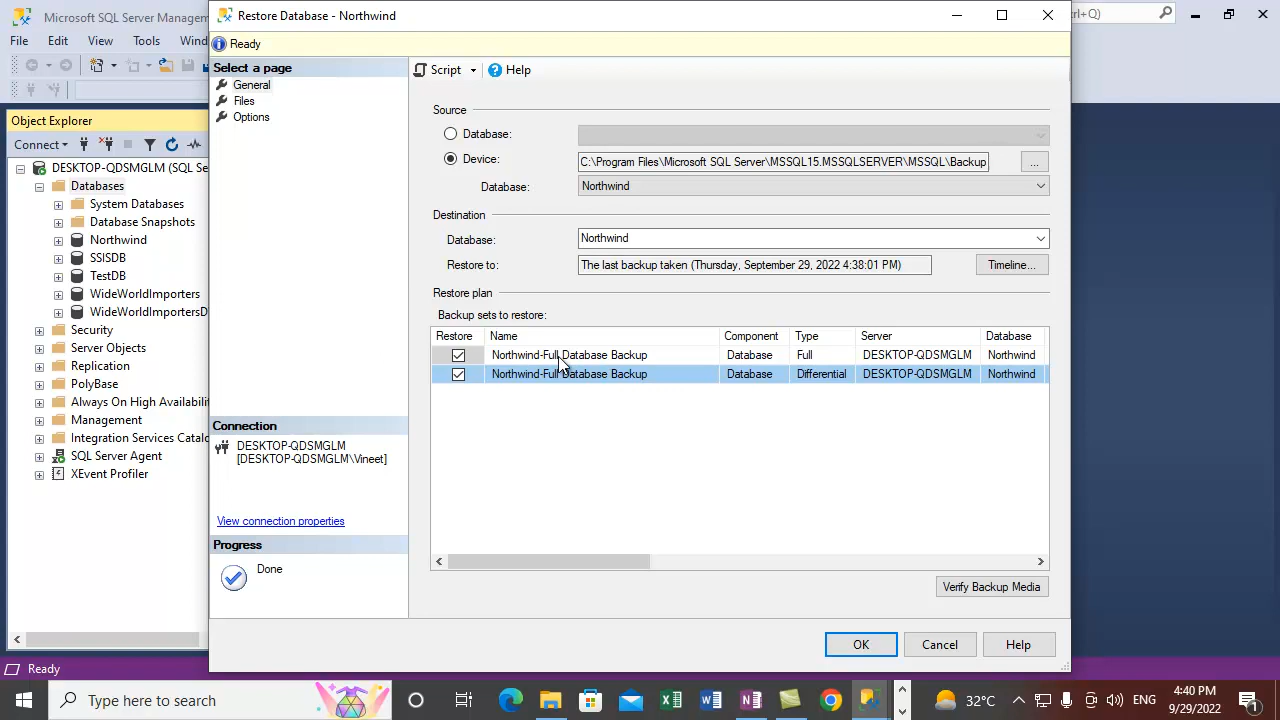 Microsoft SQL Server Managem
Restore Database - Northwind
trl+Q)
File Edit View Tools Wind
Ready
Select a page
General
Files
Options
Script Help
Object Explorer
Connect
DESKTOP-QDSMGLM (SQL Se
Databases
System Databases
Database Snapshots
Northwind
SSISDB
TestDB
WideWorldImporters
WideWorldImportersD
Security
Server Objects
Replication
PolyBase
Always On High Availabili
Management
Integration Services Catalo
SQL Server Agent
XEvent Profiler
Source
Database:
Device: C:\Program Files\Microsoft SQL Server\MSSQL15.MSSQLSERVER\MSSQL\Backup ...
Database: Northwind
Destination
Database: Northwind
Restore to: The last backup taken (Thursday, September 29, 2022 4:38:01 PM) Timeline...
Restore plan
Backup sets to restore:
Restore Name Component Type Server Database
Northwind-Full Database Backup Database Full DESKTOP-QDSMGLM Northwind
Northwind-Full Database Backup Database Differential DESKTOP-QDSMGLM Northwind
Connection
DESKTOP-QDSMGLM
[DESKTOP-QDSMGLM\Vineet]
View connection properties
Progress
Done
Verify Backup Media
OK Cancel Help
Ready
Type here to search
32°C ENG
4:40 PM
9/29/2022
1